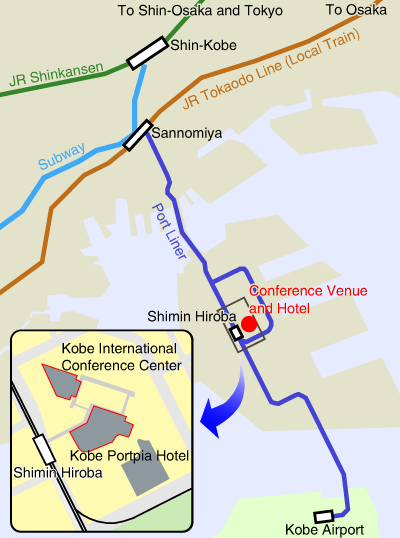 To Shin-Osaka and Tokyo
To Osaka
Shin-Kobe
JR Shinkansen
JR Tokaodo Line (Local Train)
Sannomiya
Subway
Port Liner
Conference Venue
and Hotel
Shimin Hiroba
Kobe International
Conference Center
Kobe Portpia Hotel
Shimin Hiroba
Kobe Airport